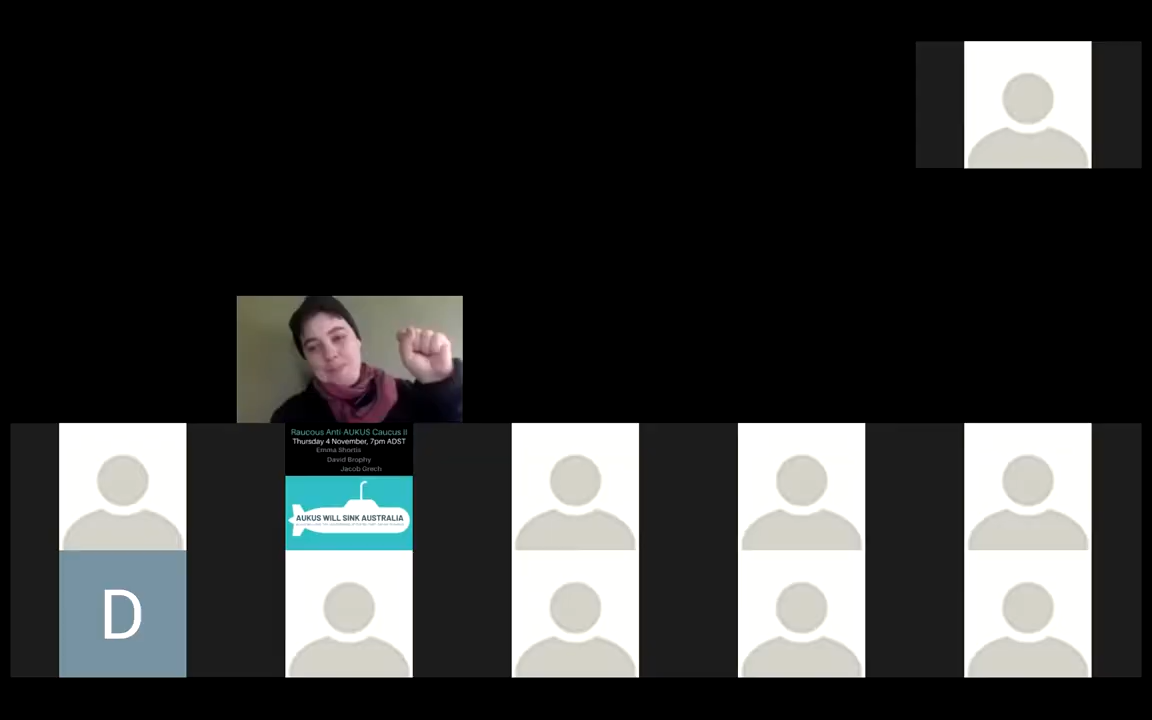 Raucous Anti AUKUS Caucus II
Thursday 4 November, 7pm ADST
Emma Shortis
David Brophy
Jacob Grech
AUKUS WILL SINK AUSTRALIA
D